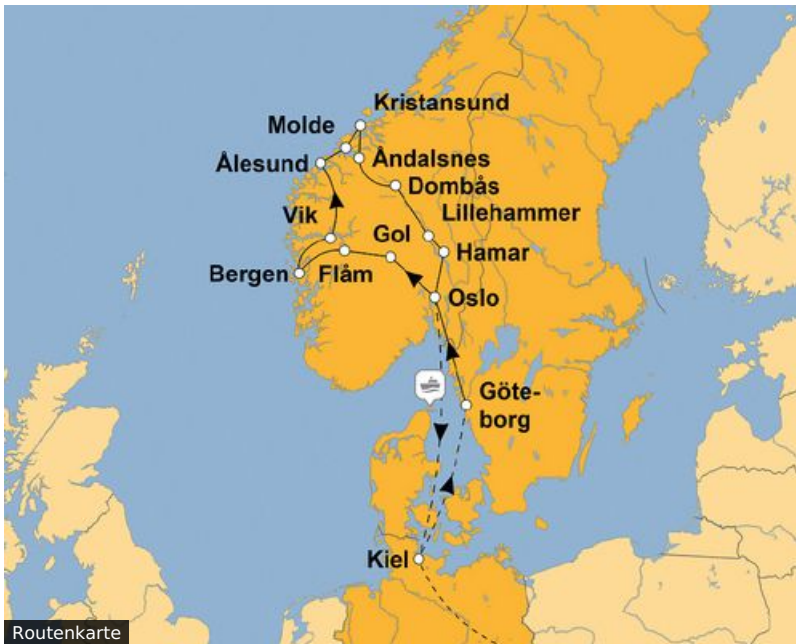 Kristansund
Molde
Åndalsnes
Ålesund
Dombås
Lillehammer
Vik
Gol
Hamar
Bergen
Flåm
Oslo
Göte-
borg
Kiel
Routenkarte